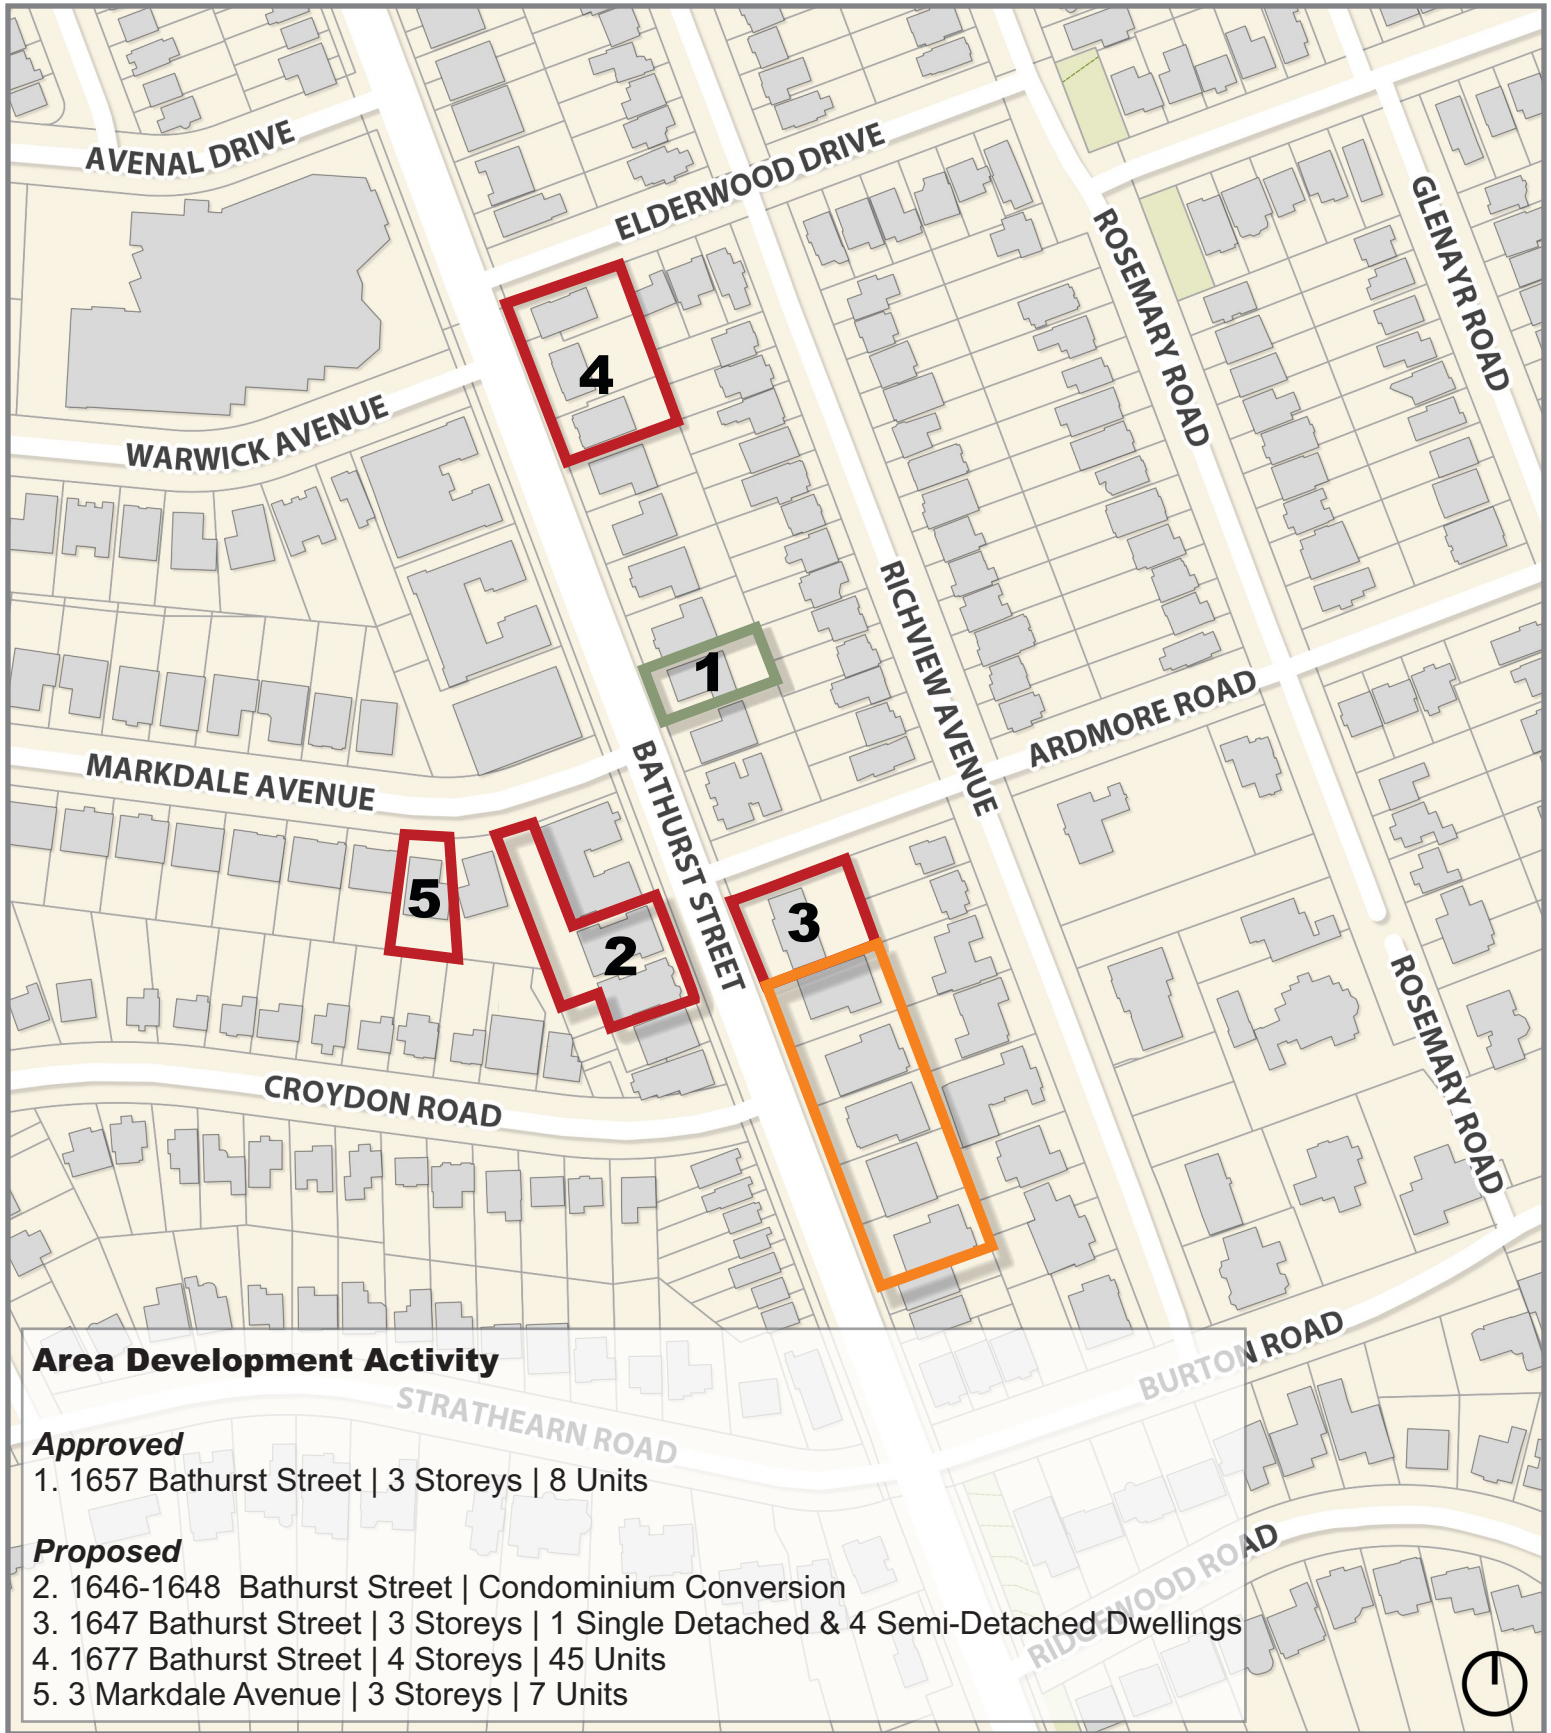 AVENAL DRIVE
ELDERWOOD DRIVE
ROSEMARY ROAD
GLENAYR ROAD
4
WARWICK AVENUE
RICHVIEW AVENUE
1
ARDMORE ROAD
MARKDALE AVENUE
BATHURST STREET
5
2
3
ROSEMARY ROAD
CROYDON ROAD
BURTON ROAD
STRATHEARN ROAD
RIDGEWOOD ROAD
Area Development Activity
Approved
1. 1657 Bathurst Street | 3 Storeys | 8 Units
Proposed
2. 1646-1648 Bathurst Street | Condominium Conversion
3. 1647 Bathurst Street | 3 Storeys | 1 Single Detached & 4 Semi-Detached Dwellings
4. 1677 Bathurst Street | 4 Storeys | 45 Units
5. 3 Markdale Avenue | 3 Storeys | 7 Units